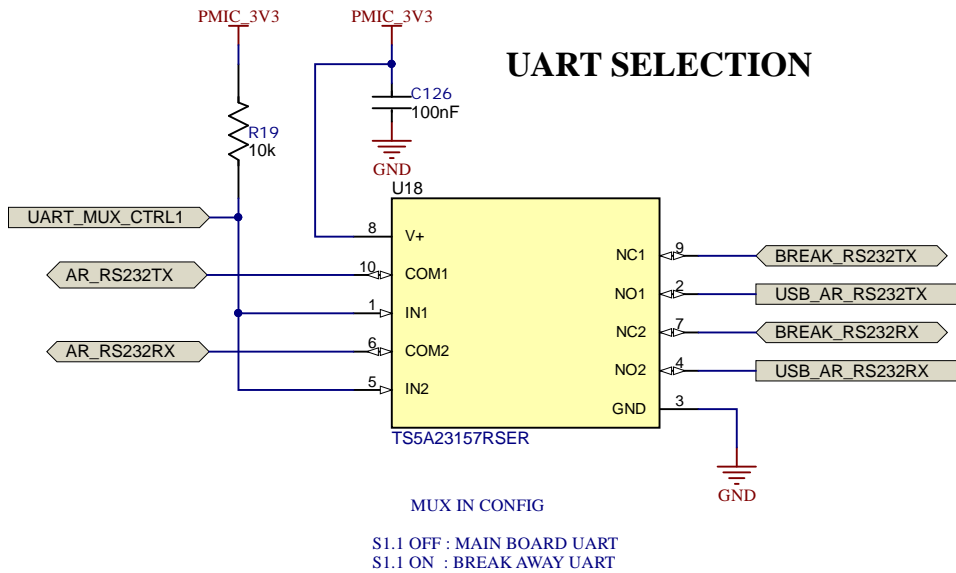 PMIC_3V3
PMIC_3V3
UART SELECTION
C126
100nF
R19
10k
GND
U18
UART_MUX_CTRL1
8
V+
NC1
9
BREAK_RS232TX
AR_RS232TX
10
COM1
NO1
2
USB_AR_RS232TX
1
IN1
NC2
7
BREAK_RS232RX
AR_RS232RX
6
COM2
NO2
4
USB_AR_RS232RX
5
IN2
GND
3
TS5A23157RSER
GND
MUX IN CONFIG
S1.1 OFF : MAIN BOARD UART
S1.1 ON : BREAK AWAY UART